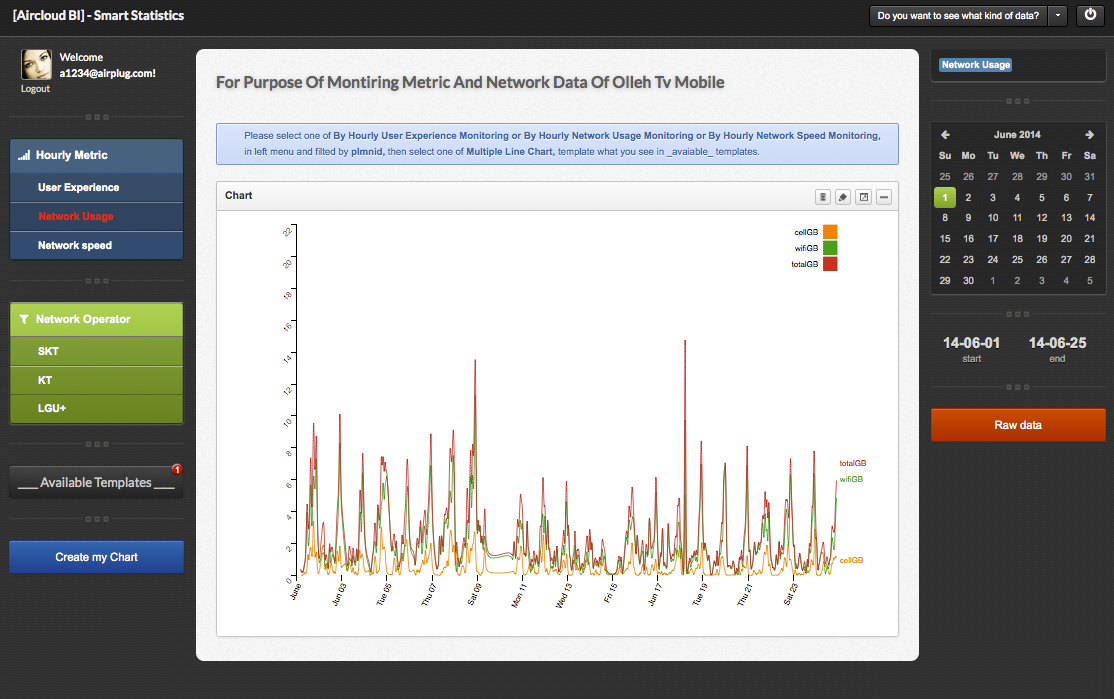 [Aircloud BI] - Smart Statistics
Do you want to see what kind of data?
Welcome
a1234@airplug.com!
Logout
Hourly Metric
User Experience
Network Usage
Network speed
Network Operator
SKT
KT
LGU+
___ Available Templates ___
1
Create my Chart
For Purpose Of Montiring Metric And Network Data Of Olleh Tv Mobile
Please select one of By Hourly User Experience Monitoring or By Hourly Network Usage Monitoring or By Hourly Network Speed Monitoring,
in left menu and filted by plmnid, then select one of Multiple Line Chart, template what you see in _avaiable_ templates.
Chart
22
20
18
16
14
12
10
8
6
4
2
0
cellGB
wifiGB
totalGB
totalGB
wifiGB
cellGB
June
Jun 03
Tue 05
Thu 07
Sat 09
Mon 11
Wed 13
Fri 15
Jun 17
Tue 19
Thu 21
Sat 23
Network Usage
June 2014
Su Mo Tu We Th Fr Sa
25 26 27 28 29 30 31
1 2 3 4 5 6 7
8 9 10 11 12 13 14
15 16 17 18 19 20 21
22 23 24 25 26 27 28
29 30 1 2 3 4 5
14-06-01 14-06-25
start end
Raw data